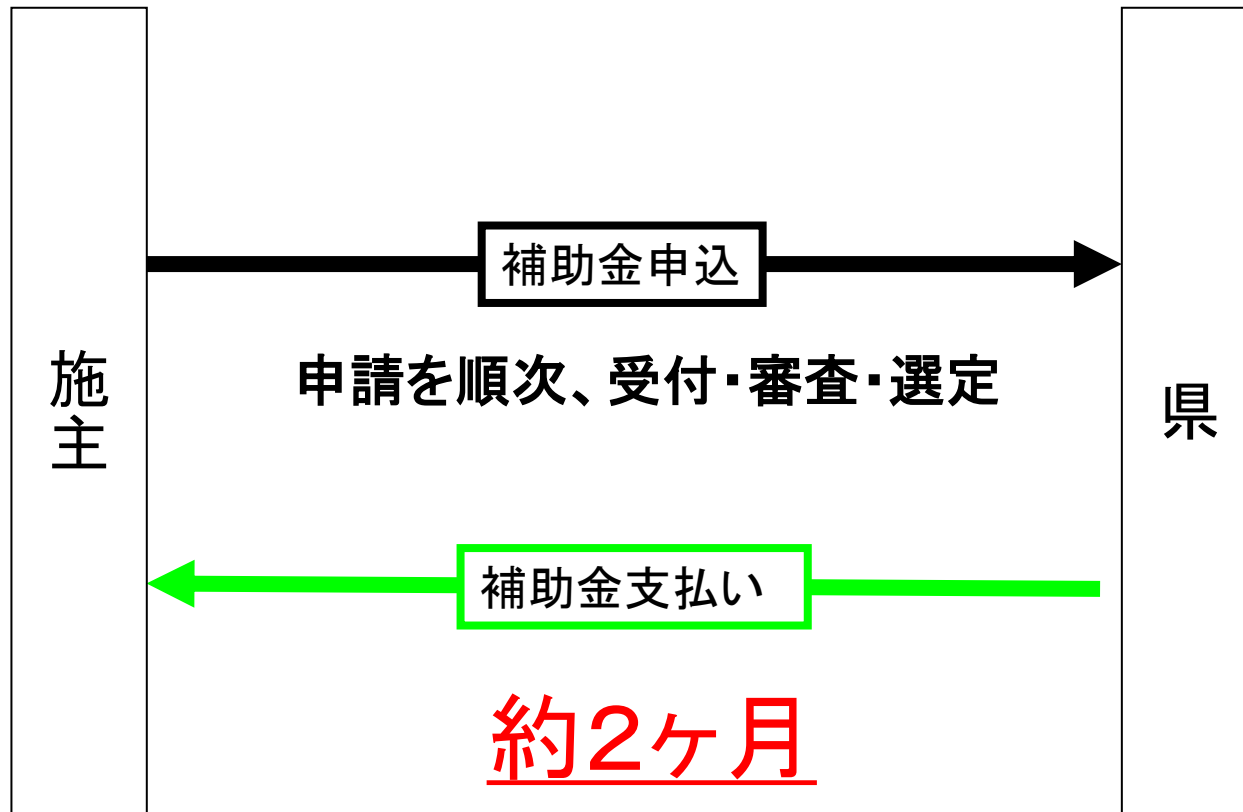 補助金申込
申請を順次、受付・審査・選定
施主
県
補助金支払い
約2ヶ月